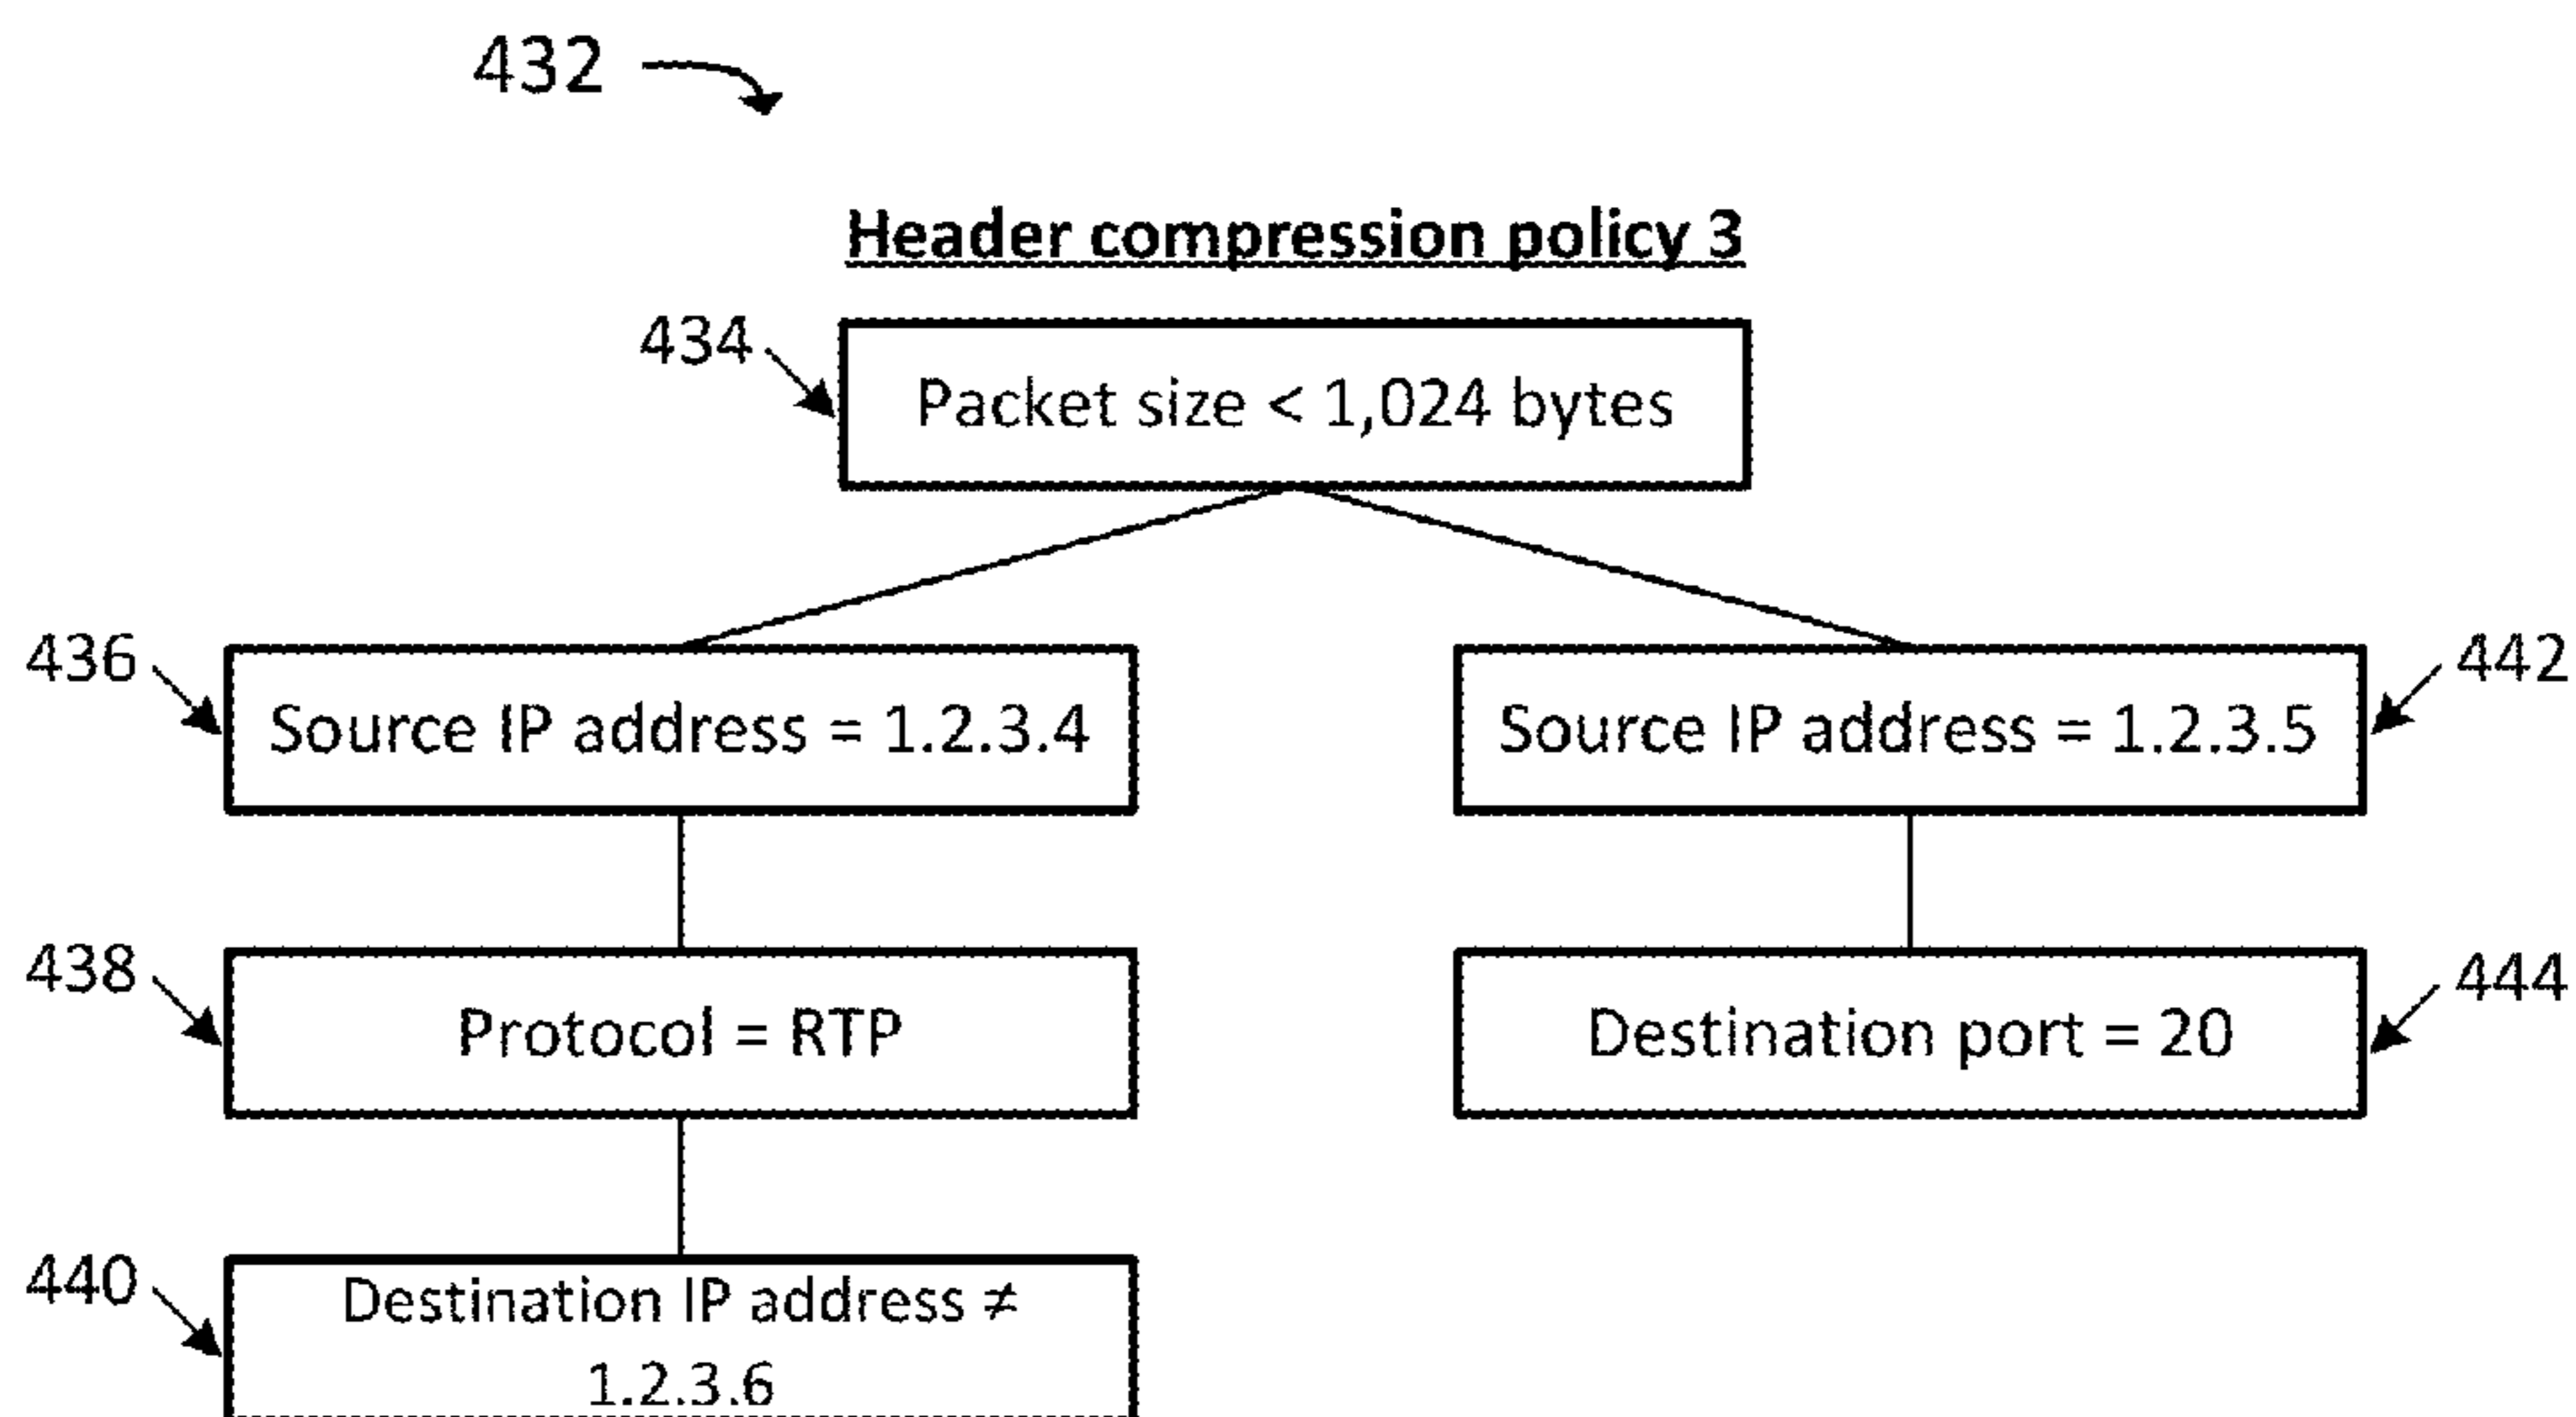 432
Header compression policy 3
434
Packet size < 1,024 bytes
436
Source IP address = 1.2.3.4
Source IP address = 1.2.3.5
442
438
Protocol = RTP
Destination port = 20
444
440
Destination IP address ≠
1.2.3.6